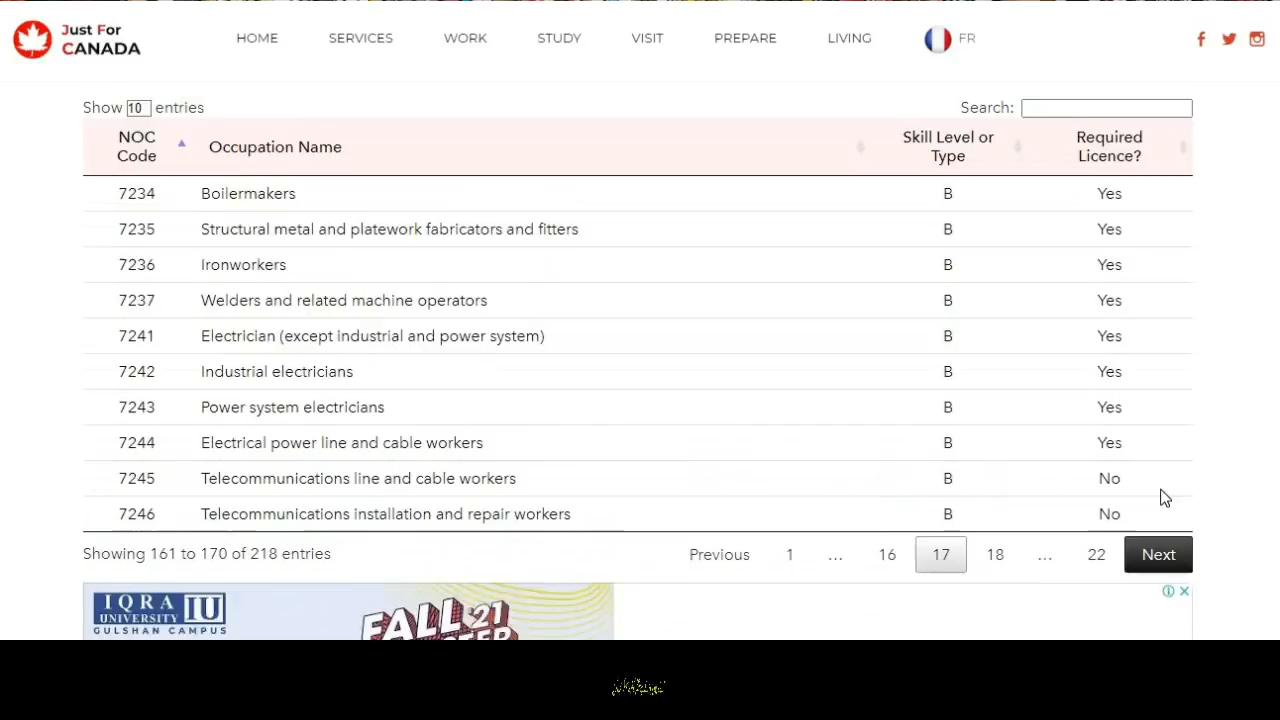 Just For
CANADA
HOME SERVICES WORK STUDY VISIT PREPARE LIVING FR
Show 10 entries Search:
NOC Code Occupation Name Skill Level or Type Required Licence?
7234 Boilermakers B Yes
7235 Structural metal and platework fabricators and fitters B Yes
7236 Ironworkers B Yes
7237 Welders and related machine operators B Yes
7241 Electrician (except industrial and power system) B Yes
7242 Industrial electricians B Yes
7243 Power system electricians B Yes
7244 Electrical power line and cable workers B Yes
7245 Telecommunications line and cable workers B No
7246 Telecommunications installation and repair workers B No
Showing 161 to 170 of 218 entries Previous 1 … 16 17 18 … 22 Next
IQRA IU
UNIVERSITY
GULSHAN CAMPUS
FALL '21